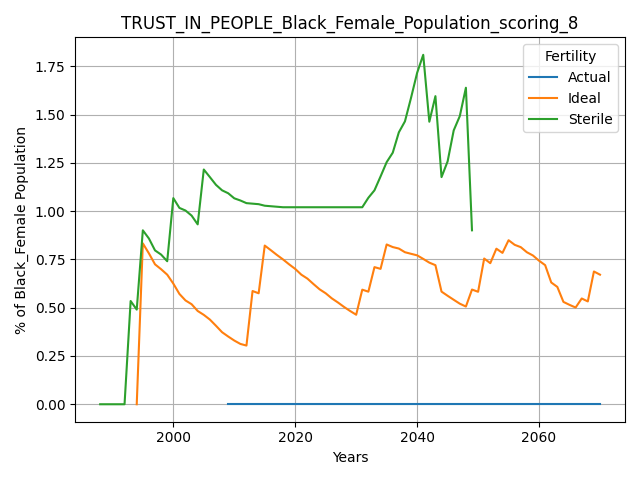 TRUST_IN_PEOPLE_Black_Female_Population_scoring_8
Fertility
Actual
Ideal
Sterile
% of Black_Female Population
1.75
1.50
1.25
1.00
0.75
0.50
0.25
0.00
2000
2020
2040
2060
Years